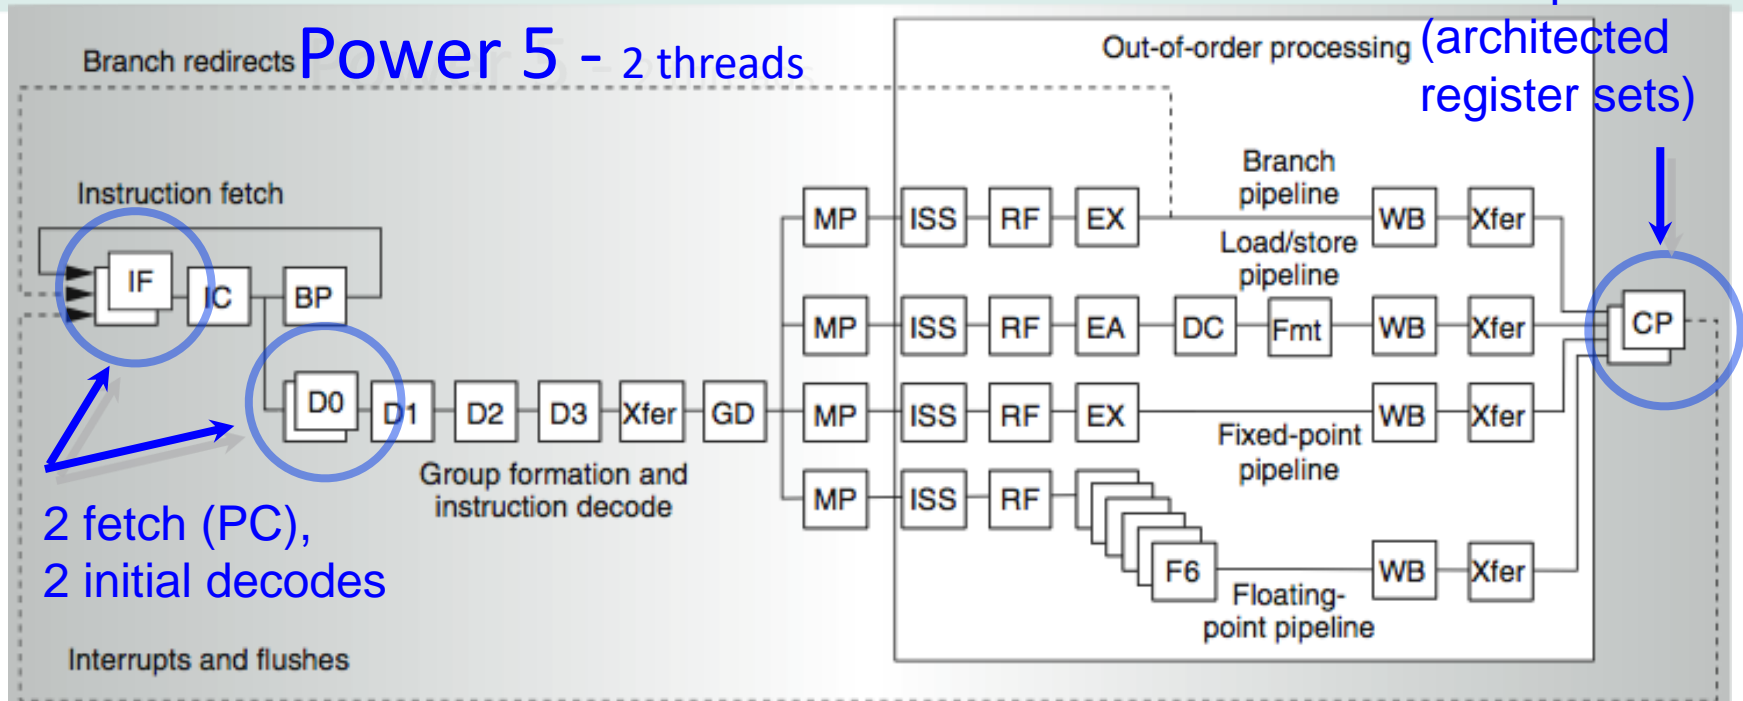 Branch redirects
Power 5 - 2 threads
Out-of-order processing
(architected
register sets)
Instruction fetch
Branch
pipeline
MP ISS RF EX WB Xfer
Load/store
pipeline
IF IC BP
MP ISS RF EA DC Fmt WB Xfer
CP
D0 D1 D2 D3 Xfer GD
MP ISS RF EX WB Xfer
Fixed-point
pipeline
Group formation and
instruction decode
MP ISS RF
F6 WB Xfer
Floating-
point pipeline
2 fetch (PC),
2 initial decodes
Interrupts and flushes